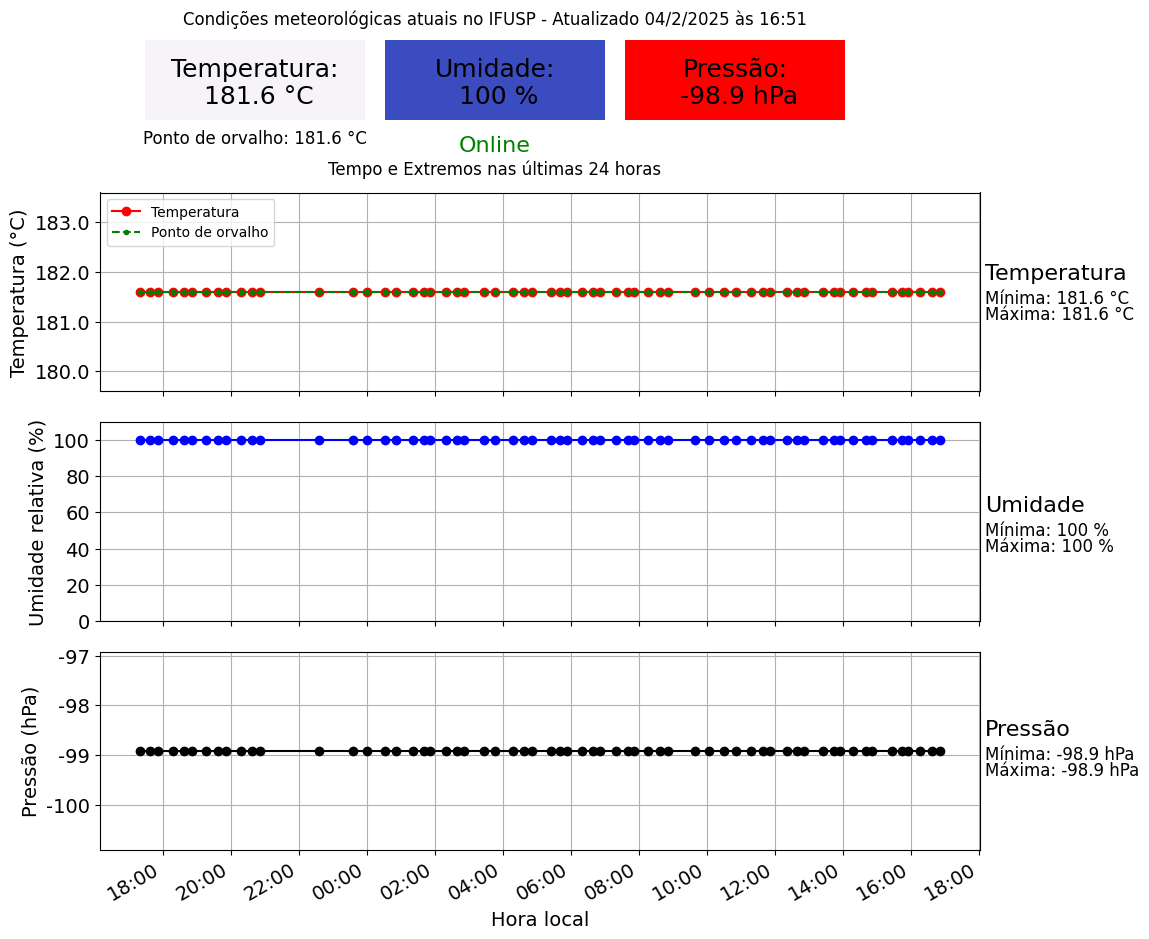 Condições meteorológicas atuais no IFUSP - Atualizado 04/2/2025 às 16:51
Temperatura:
181.6 °C
Umidade:
100 %
Pressão:
-98.9 hPa
Ponto de orvalho: 181.6 °C
Online
Tempo e Extremos nas últimas 24 horas
Temperatura (°C)
183.0
182.0
181.0
180.0
Temperatura
Ponto de orvalho
Temperatura
Mínima: 181.6 °C
Máxima: 181.6 °C
Umidade relativa (%)
100
80
60
40
20
0
Umidade
Mínima: 100 %
Máxima: 100 %
Pressão (hPa)
-97
-98
-99
-100
Pressão
Mínima: -98.9 hPa
Máxima: -98.9 hPa
18:00 20:00 22:00 00:00 02:00 04:00 06:00 08:00 10:00 12:00 14:00 16:00 18:00
Hora local